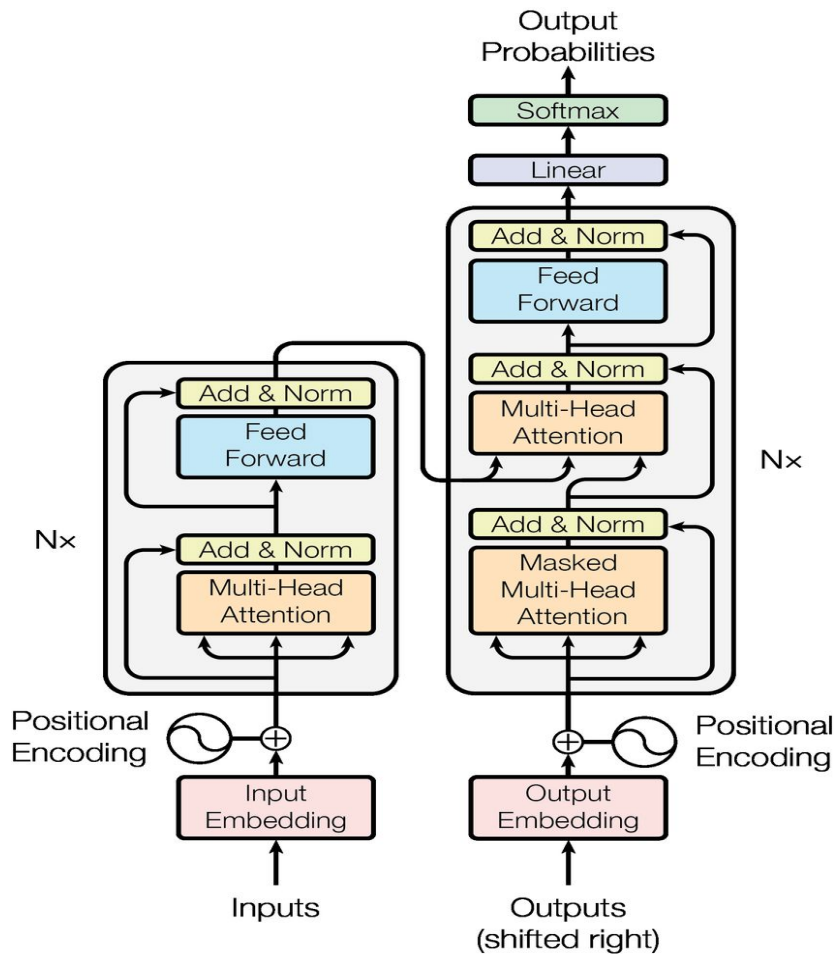 Output
Probabilities
Softmax
Linear
Add & Norm
Feed
Forward
Add & Norm
Multi-Head
Attention
Add & Norm
Masked
Multi-Head
Attention
Nx
Add & Norm
Feed
Forward
Add & Norm
Multi-Head
Attention
Nx
Positional
Encoding
Positional
Encoding
Input
Embedding
Output
Embedding
Inputs
Outputs
(shifted right)